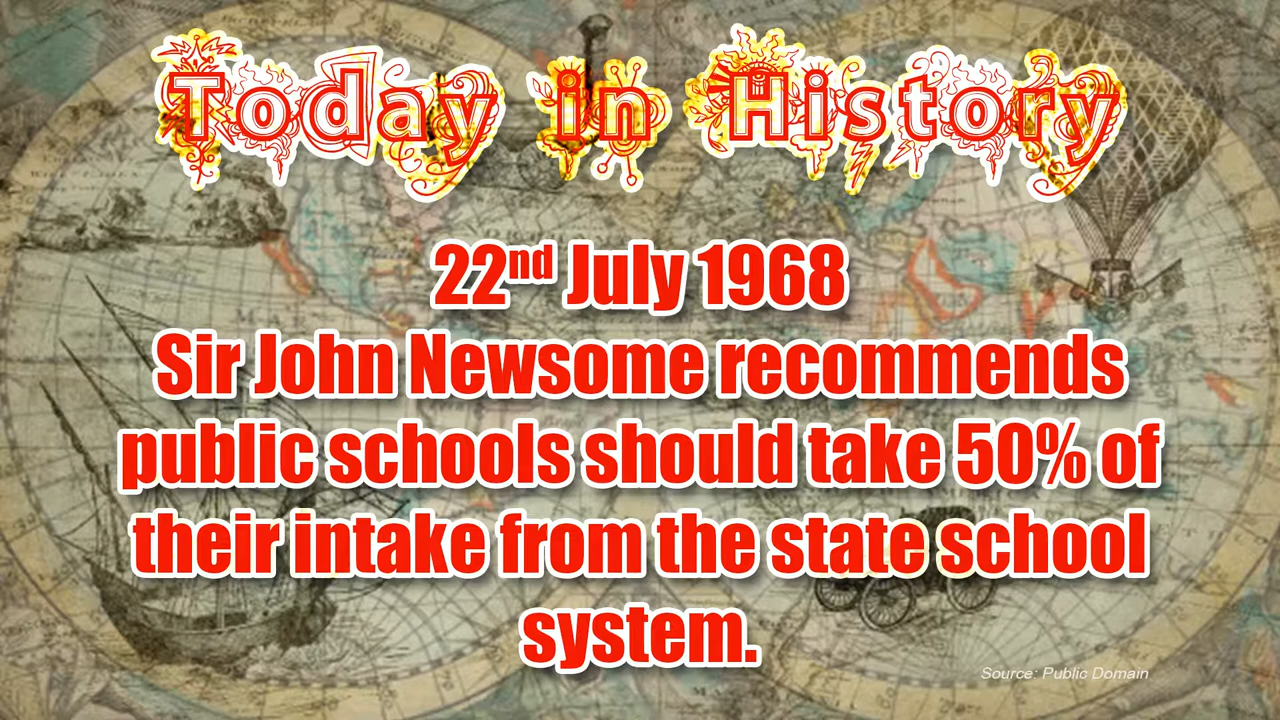 Today in History
22nd July 1968
Sir John Newsome recommends
public schools should take 50% of
their intake from the state school
system.
Source: Public Domain